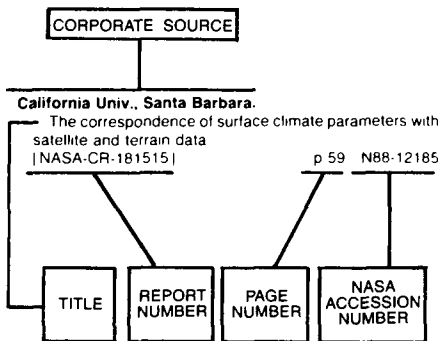 CORPORATE SOURCE
California Univ., Santa Barbara.
The correspondence of surface climate parameters with
satellite and terrain data
[NASA-CR-181515] p 59 N88-12185
TITLE
REPORT
NUMBER
PAGE
NUMBER
NASA
ACCESSION
NUMBER